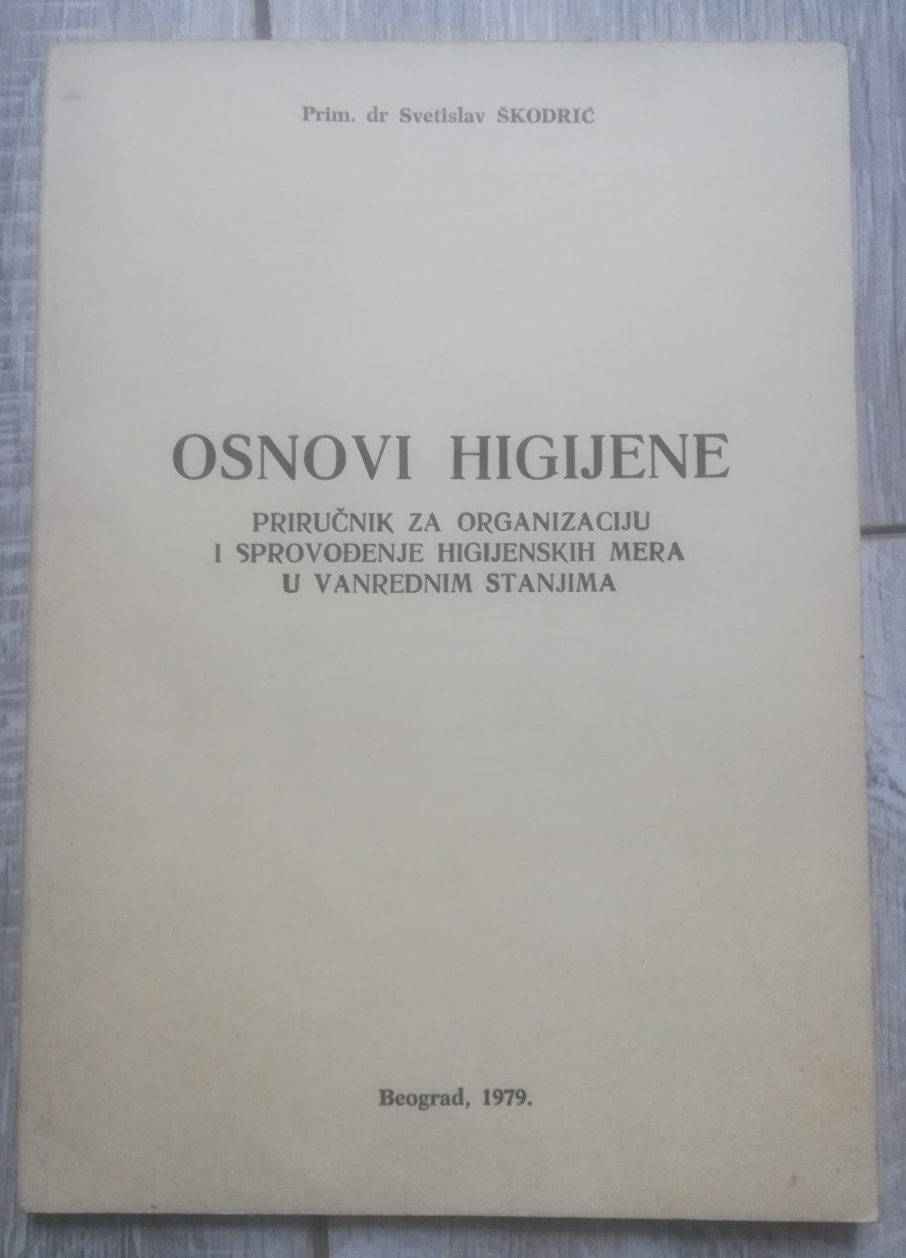 Prim. dr Svetislav ŠKODRIĆ
OSNOVI HIGIJENE
PRIRUČNIK ZA ORGANIZACIJU
I SPROVOĐENJE HIGIJENSKIH MERA
U VANREDNIM STANJIMA
Beograd, 1979.